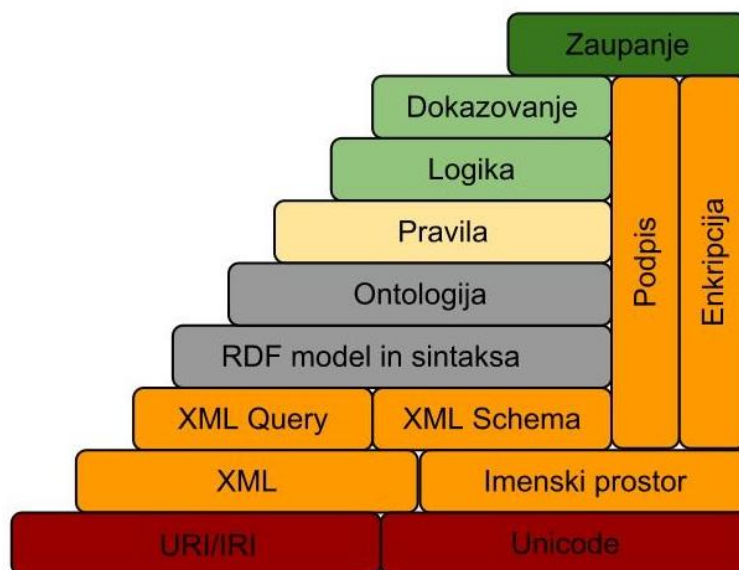 Zaupanje
Dokazovanje
Logika
Pravila
Ontologija
RDF model in sintaksa
Podpis
Enkripcija
XML Query
XML Schema
XML
Imenski prostor
URI/IRI
Unicode